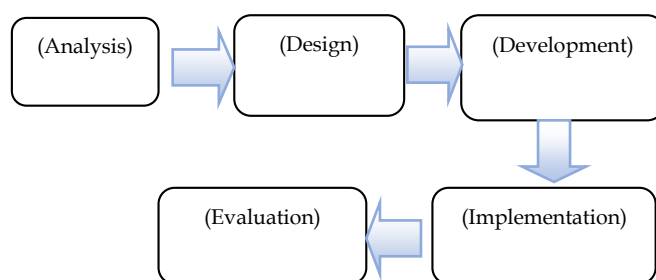 (Analysis)
(Design)
(Development)
(Implementation)
(Evaluation)